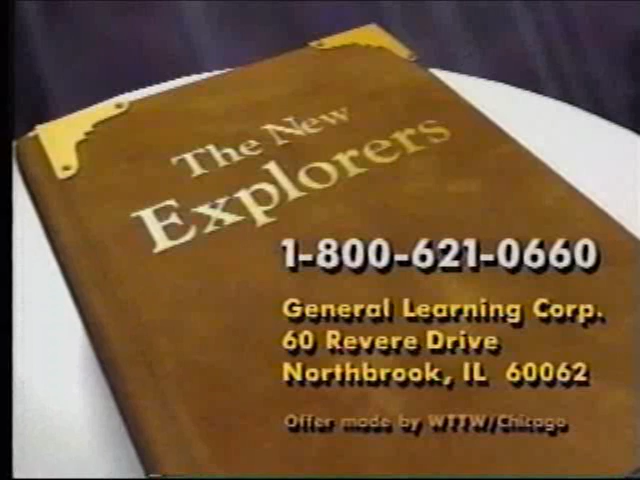 The New
Explorers
1-800-621-0660
General Learning Corp.
60 Revere Drive
Northbrook, IL 60062
Offer made by WTTW/Chicago